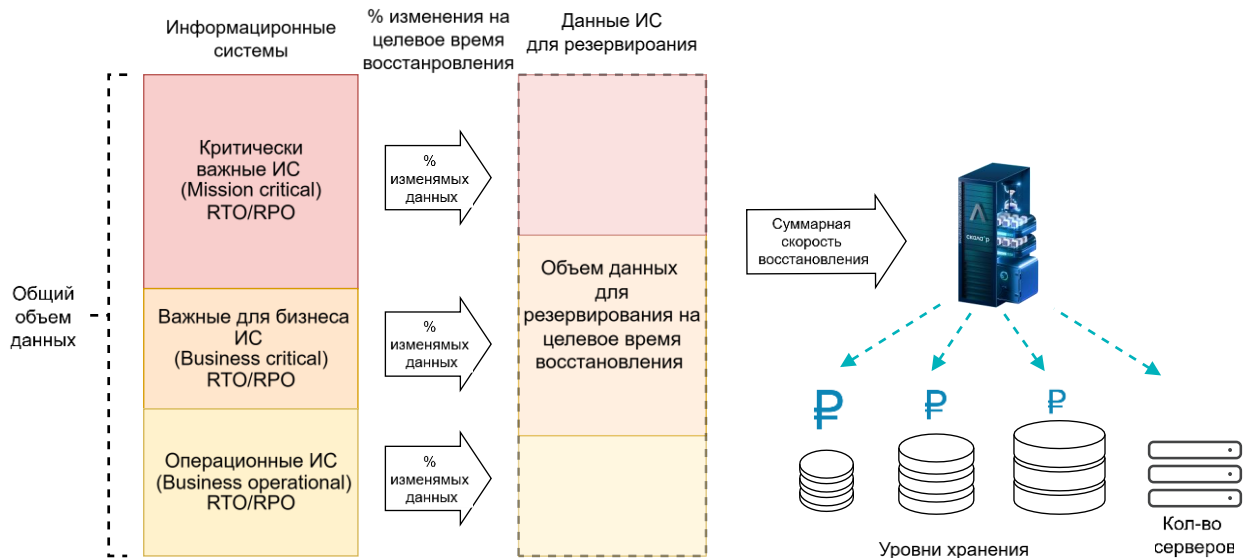 Информационные
системы
% изменения на
целевое время
восстанровления
Данные ИС
для резервироания
Общий
объем
данных
Критически
важные ИС
(Mission critical)
RTO/RPO
%
изменямых
данных
Важные для бизнеса
ИС
(Business critical)
RTO/RPO
%
изменямых
данных
Операционные ИС
(Business operational)
RTO/RPO
%
изменямых
данных
Объем данных
для
резервирования на
целевое время
восстановления
Суммарная
скорость
восстановления
скала^р
₽
₽
₽
Уровни хранения
Кол-во
серверов